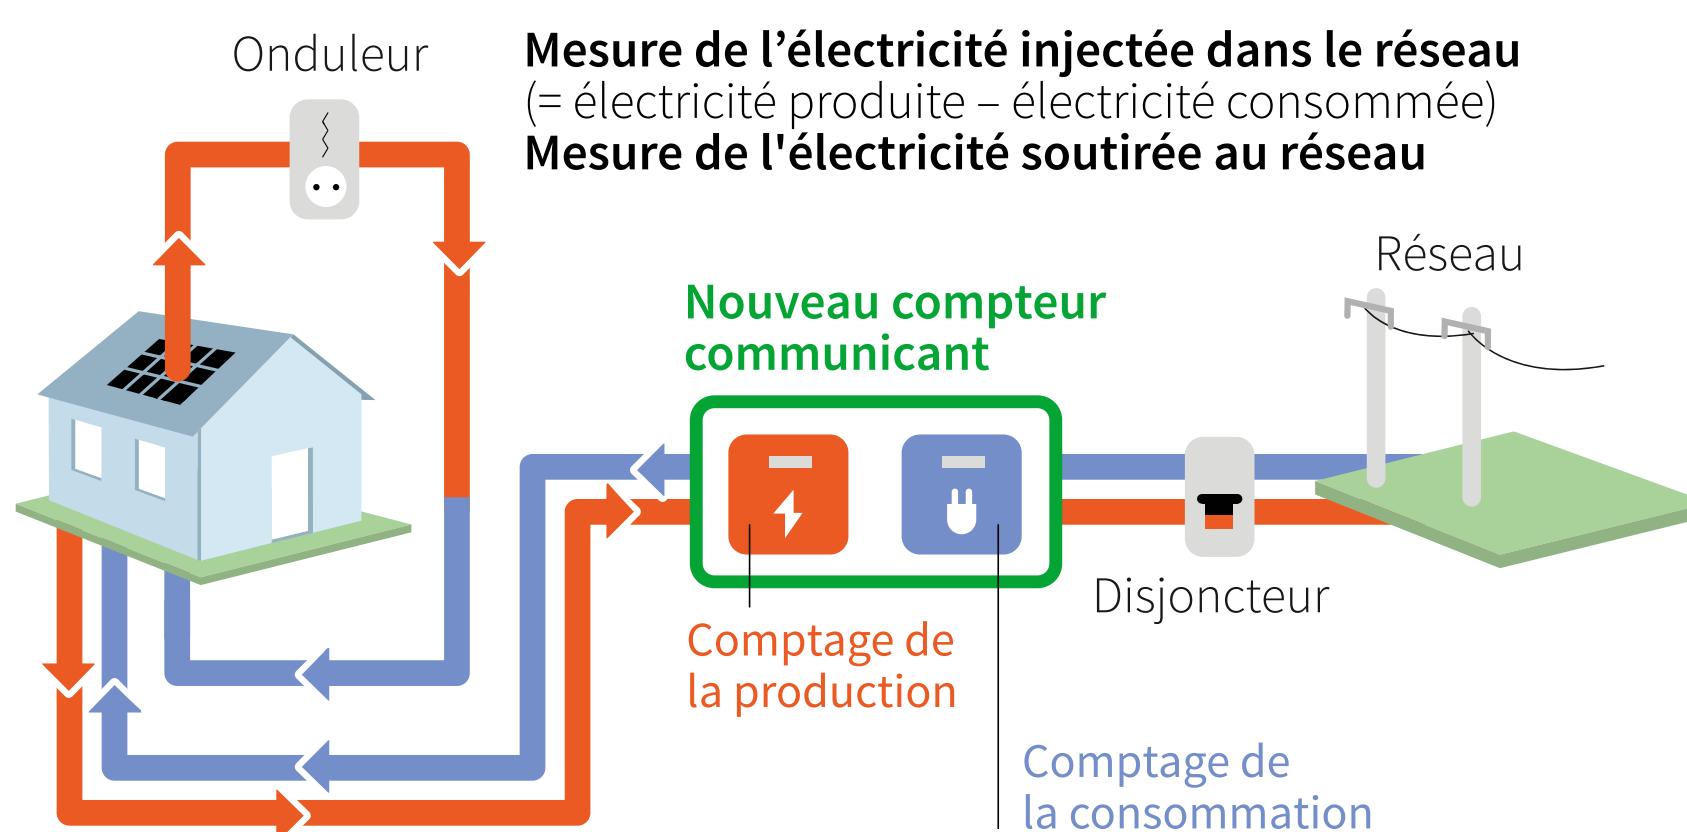 Onduleur
Mesure de l’électricité injectée dans le réseau
(= électricité produite – électricité consommée)
Mesure de l'électricité soutirée au réseau
Réseau
Nouveau compteur
communicant
Disjoncteur
Comptage de
la production
Comptage de
la consommation